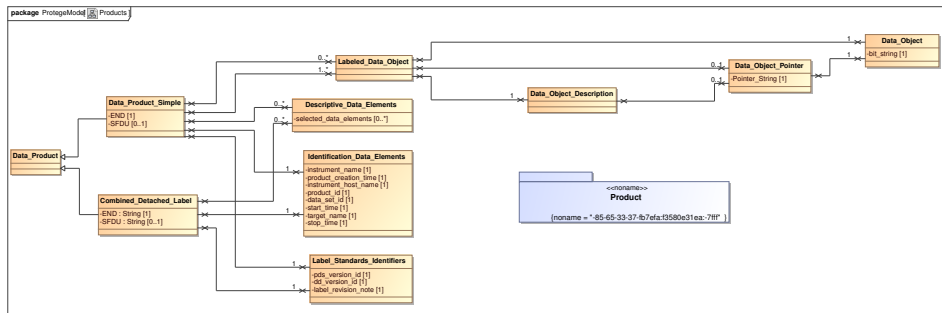 package ProtegeModel[ Products ]
Data_Object
-bit_string [1]
Labeled_Data_Object
Data_Object_Pointer
-Pointer_String [1]
Data_Object_Description
Data_Product_Simple
-END [1]
-SFDU [0..1]
Descriptive_Data_Elements
-selected_data_elements [0..*]
Data_Product
Identification_Data_Elements
-instrument_name [1]
-product_creation_time [1]
-instrument_host_name [1]
-product_id [1]
-data_set_id [1]
-start_time [1]
-target_name [1]
-stop_time [1]
Combined_Detached_Label
-END : String [1]
-SFDU : String [0..1]
<<noname>>
Product
{noname = "-85-65-33-37-fb7efa:f3580e31ea:-7fff" }
Label_Standards_Identifiers
-pds_version_id [1]
-dd_version_id [1]
-label_revision_note [1]
1
1
0..*
1..*
0..1
0..1
1
0..*
0..*
1
1
1
1